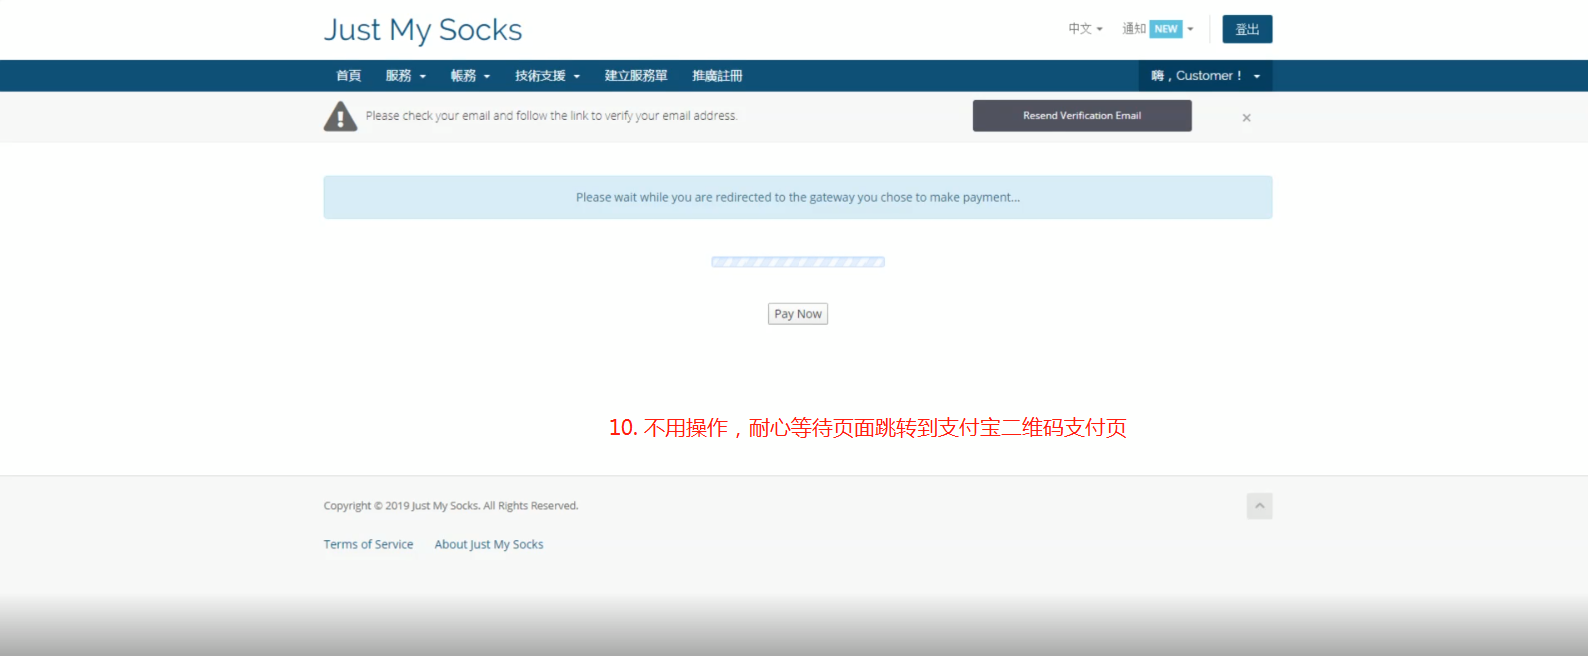 Just My Socks
中文
通知 NEW
登出
首頁 服務 帳務 技術支援 建立服務單 推廣註冊
嗨，Customer！
Please check your email and follow the link to verify your email address.
Resend Verification Email
×
Please wait while you are redirected to the gateway you chose to make payment...
Pay Now
10. 不用操作，耐心等待页面跳转到支付宝二维码支付页
Copyright © 2019 Just My Socks. All Rights Reserved.
Terms of Service About Just My Socks